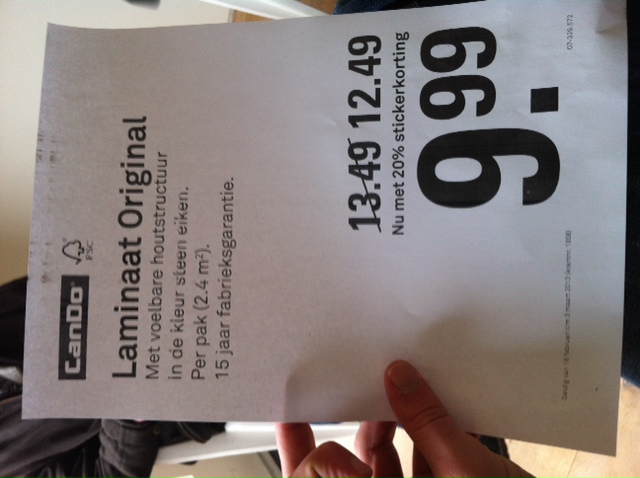 CanDo
FSC
Laminaat Original
Met voelbare houtstructuur
in de kleur steen eiken.
Per pak (2.4 m²).
15 jaar fabrieksgarantie.
13.49 12.49
Nu met 20% stickerkorting
9.99